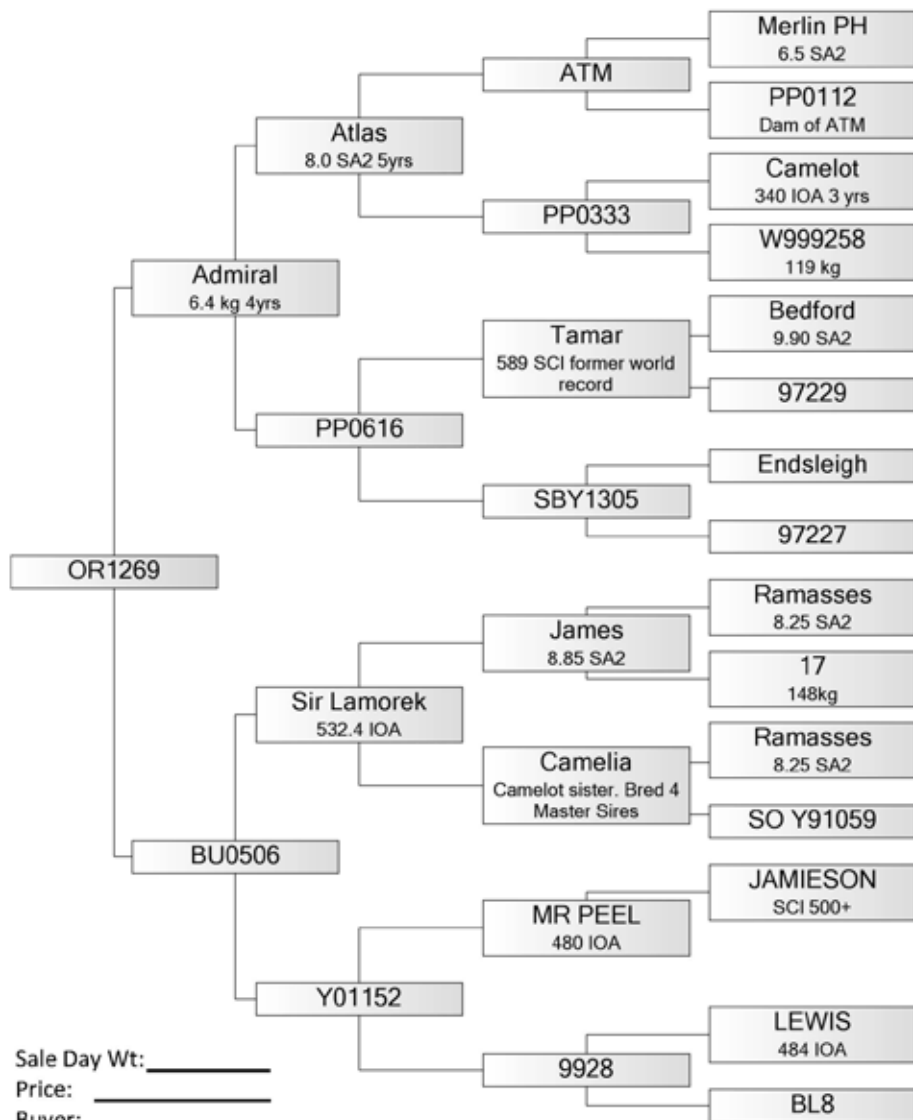 Merlin PH
6.5 SA2
ATM
PP0112
Dam of ATM
Atlas
8.0 SA2 5yrs
Camelot
340 IOA 3 yrs
PP0333
W999258
119 kg
Admiral
6.4 kg 4yrs
Bedford
9.90 SA2
Tamar
589 SCI former world
record
97229
PP0616
Endsleigh
SBY1305
97227
OR1269
Ramasses
8.25 SA2
James
8.85 SA2
17
148kg
Sir Lamorek
532.4 IOA
Ramasses
8.25 SA2
Camelia
Camelot sister. Bred 4
Master Sires
SO Y91059
BU0506
JAMIESON
SCI 500+
MR PEEL
480 IOA
Y01152
LEWIS
484 IOA
9928
BL8
Sale Day Wt:
Price:
Buyer: